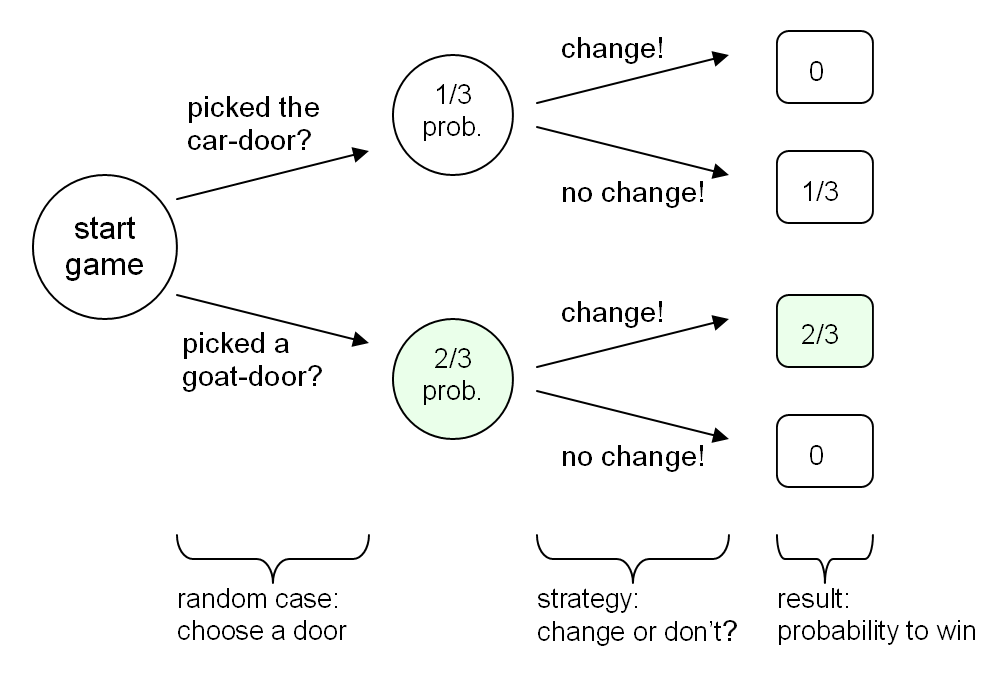 start
game
picked the
car-door?
1/3
prob.
change!
0
no change!
1/3
picked a
goat-door?
2/3
prob.
change!
2/3
no change!
0
random case:
choose a door
strategy:
change or don't?
result:
probability to win